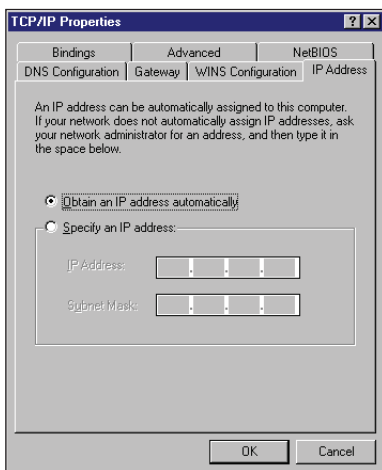 TCP/IP Properties
Bindings
Advanced
NetBIOS
DNS Configuration
Gateway
WINS Configuration
IP Address
An IP address can be automatically assigned to this computer.
If your network does not automatically assign IP addresses, ask
your network administrator for an address, and then type it in
the space below.
Obtain an IP address automatically
Specify an IP address:
IP Address:
Subnet Mask:
OK
Cancel